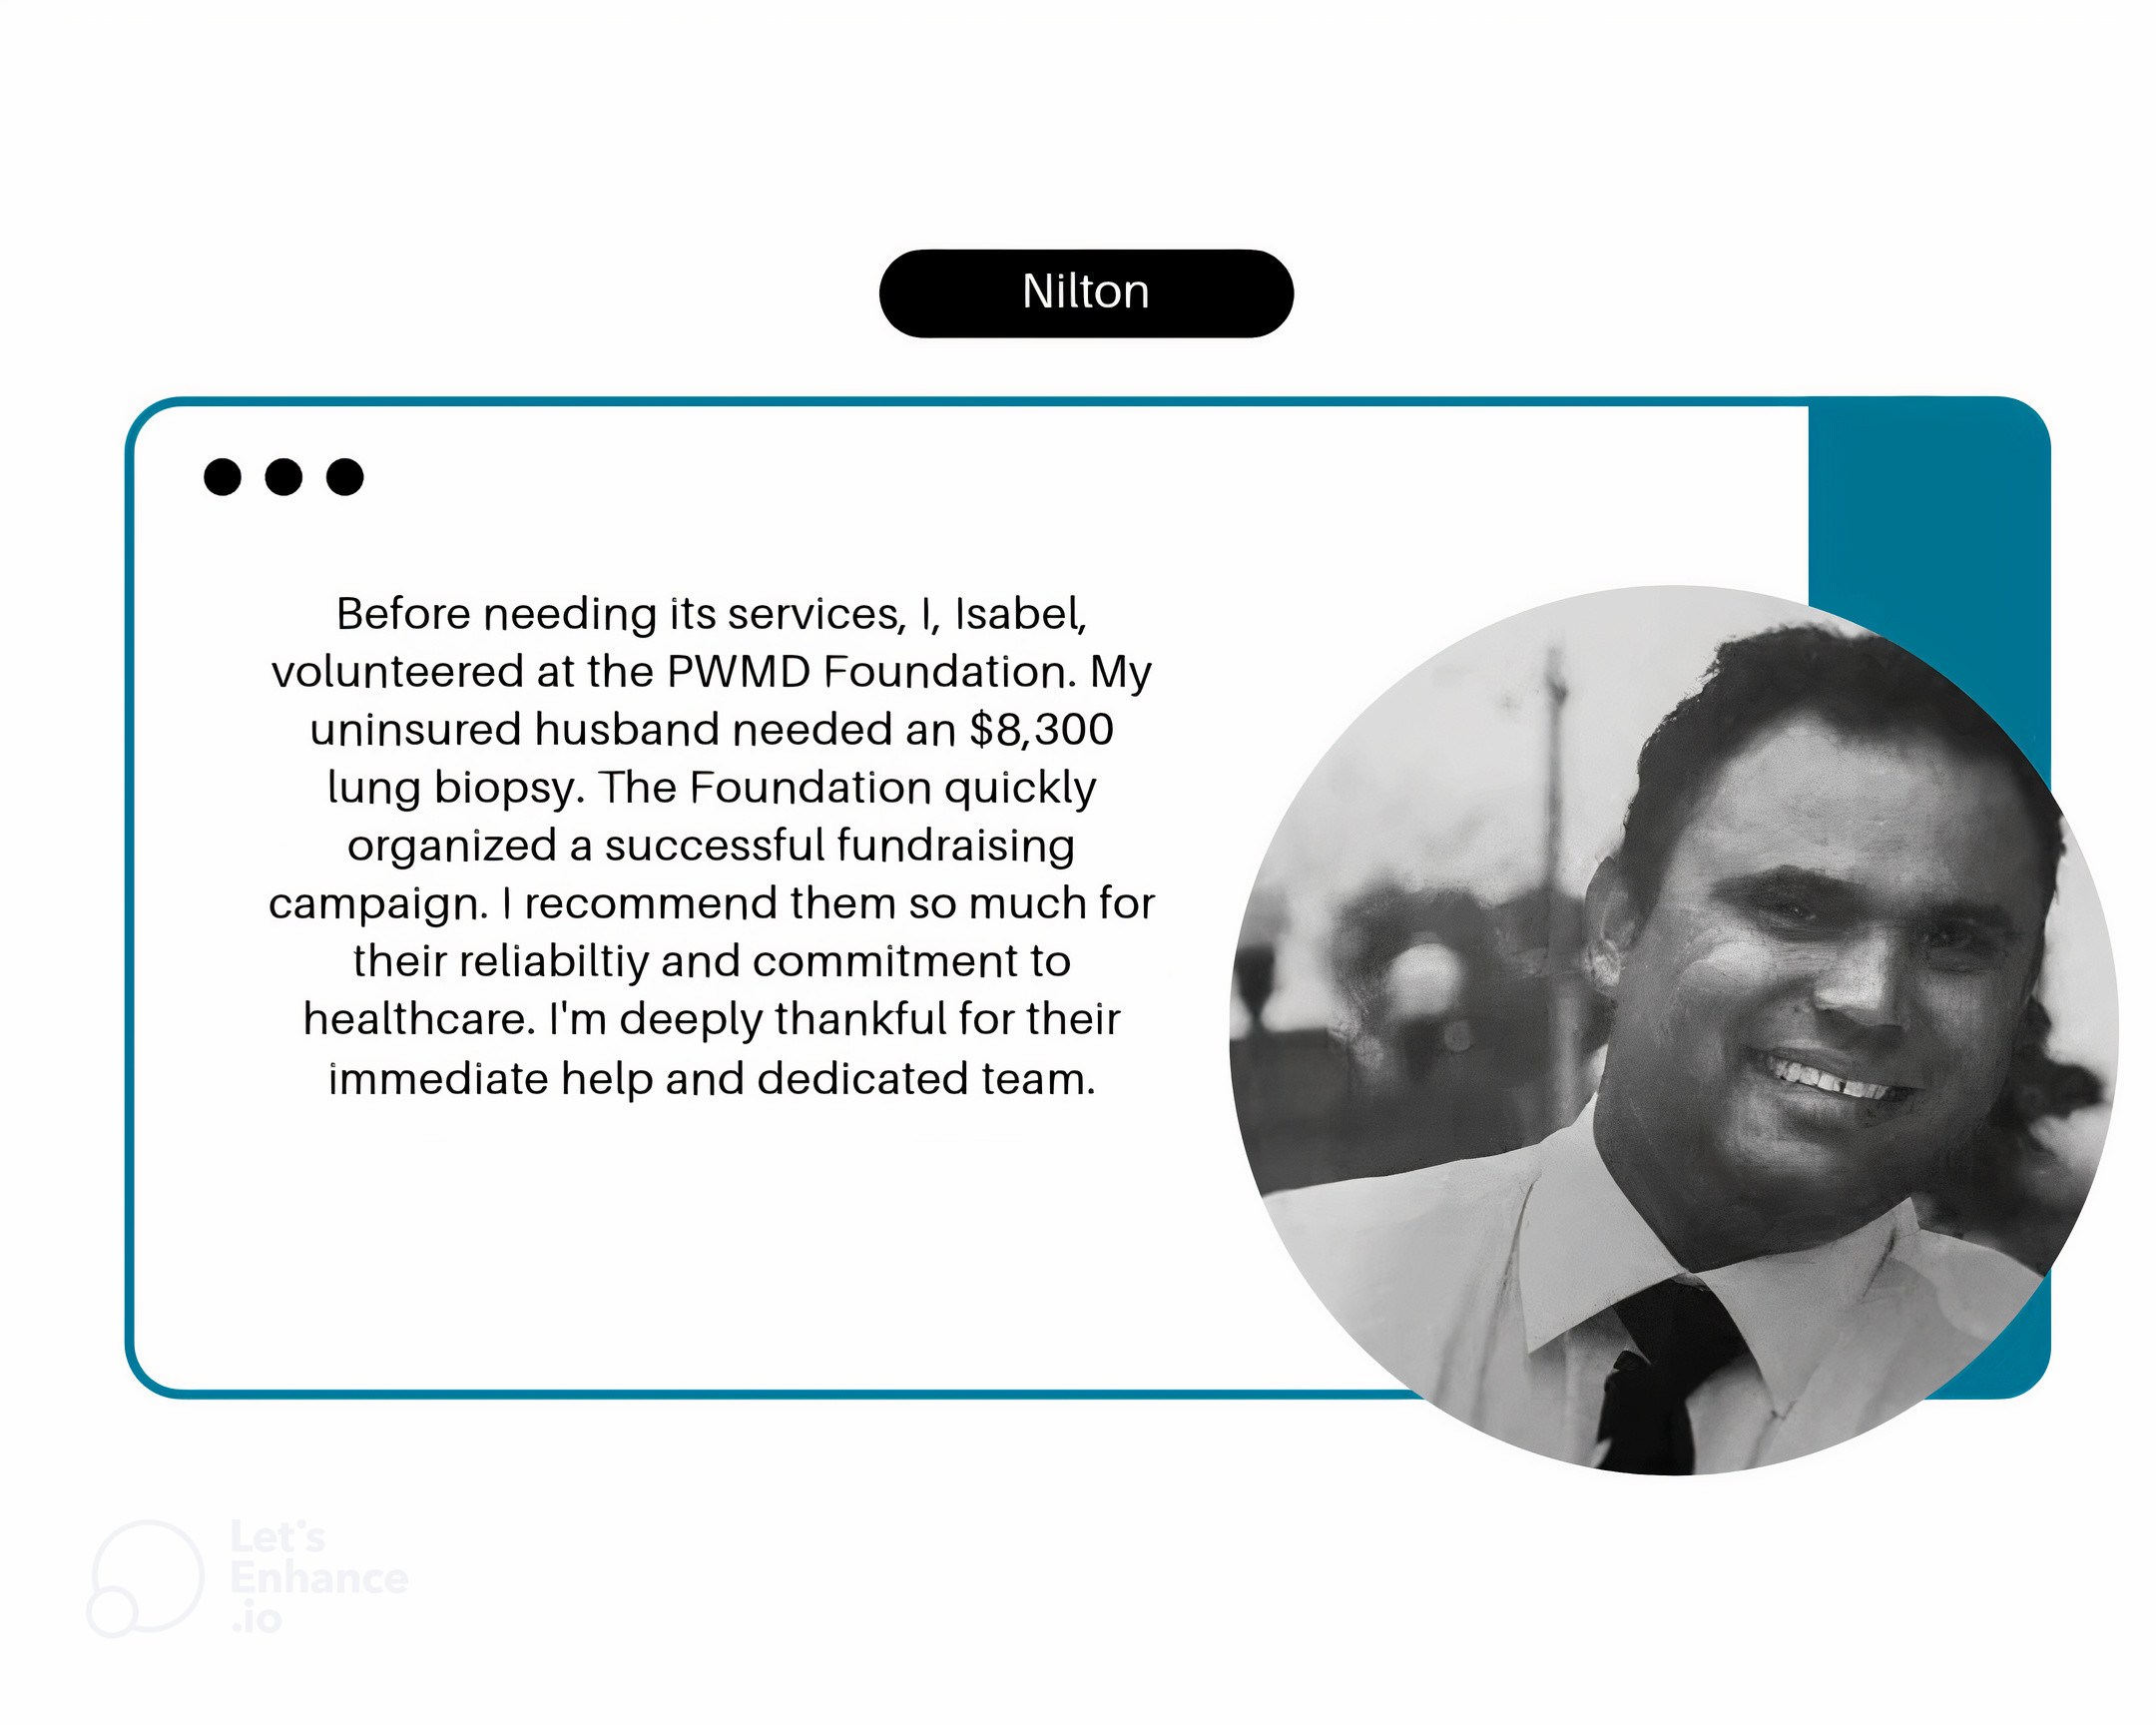 Nilton
Before needing its services, I, Isabel,
volunteered at the PWMD Foundation. My
uninsured husband needed an $8,300
lung biopsy. The Foundation quickly
organized a successful fundraising
campaign. I recommend them so much for
their reliabiltiy and commitment to
healthcare. I'm deeply thankful for their
immediate help and dedicated team.
Let's
Enhance
.io